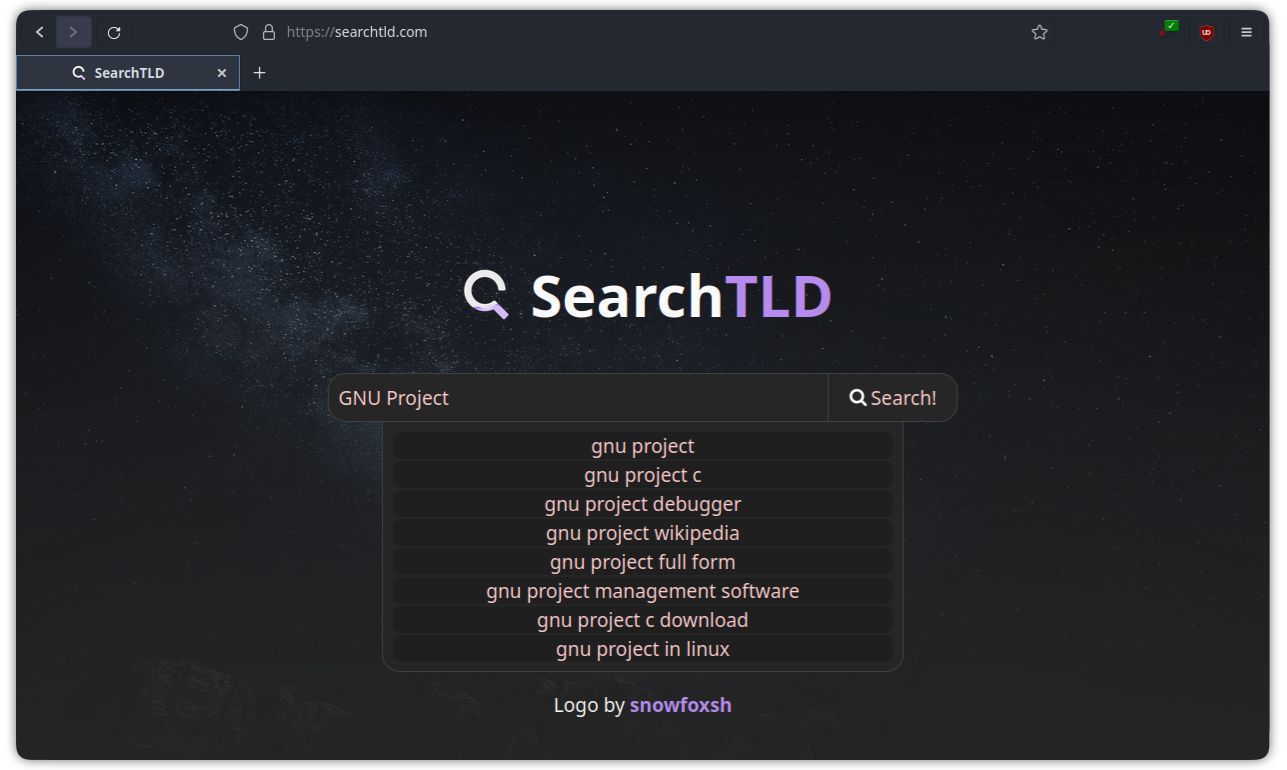 https://searchtld.com
SearchTLD
SearchTLD
GNU Project
Search!
gnu project
gnu project c
gnu project debugger
gnu project wikipedia
gnu project full form
gnu project management software
gnu project c download
gnu project in linux
Logo by snowfoxsh